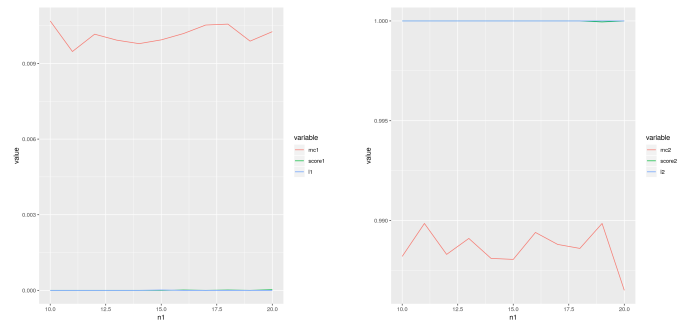 value
0.009
0.006
0.003
0.000
10.0 12.5 15.0 17.5 20.0
n1
variable
mc1
score1
l1
value
1.000
0.995
0.990
10.0 12.5 15.0 17.5 20.0
n1
variable
mc2
score2
l2